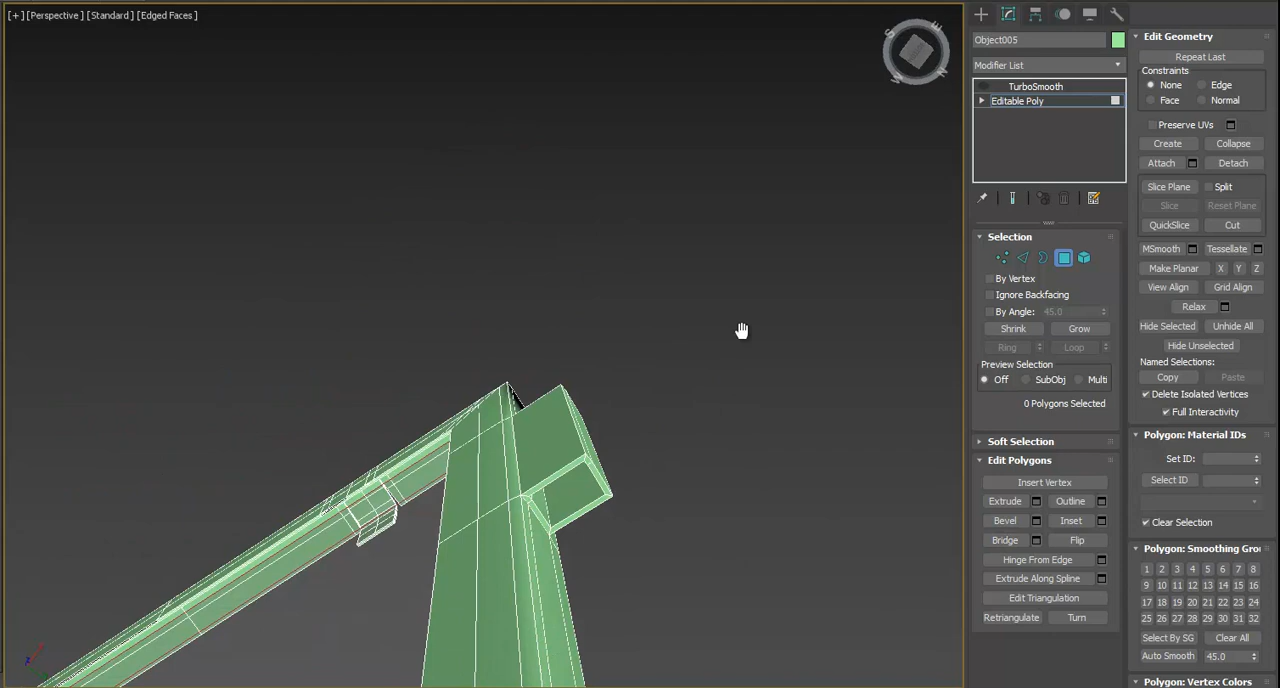 [+] [Perspective] [Standard] [Edged Faces]
S
E
W
N
Object005
Modifier List
TurboSmooth
Editable Poly
Selection
By Vertex
Ignore Backfacing
By Angle: 45.0
Shrink Grow
Ring Loop
Preview Selection
Off SubObj Multi
0 Polygons Selected
Soft Selection
Edit Polygons
Insert Vertex
Extrude Outline
Bevel Inset
Bridge Flip
Hinge From Edge
Extrude Along Spline
Edit Triangulation
Retriangulate Turn
Edit Geometry
Repeat Last
Constraints
None Edge
Face Normal
Preserve UVs
Create Collapse
Attach Detach
Slice Plane Split
Slice Reset Plane
QuickSlice Cut
MSmooth Tessellate
Make Planar X Y Z
View Align Grid Align
Relax
Hide Selected Unhide All
Hide Unselected
Named Selections:
Copy Paste
Delete Isolated Vertices
Full Interactivity
Polygon: Material IDs
Set ID:
Select ID
Clear Selection
Polygon: Smoothing Grou
1 2 3 4 5 6 7 8
9 10 11 12 13 14 15 16
17 18 19 20 21 22 23 24
25 26 27 28 29 30 31 32
Select By SG Clear All
Auto Smooth 45.0
Polygon: Vertex Colors